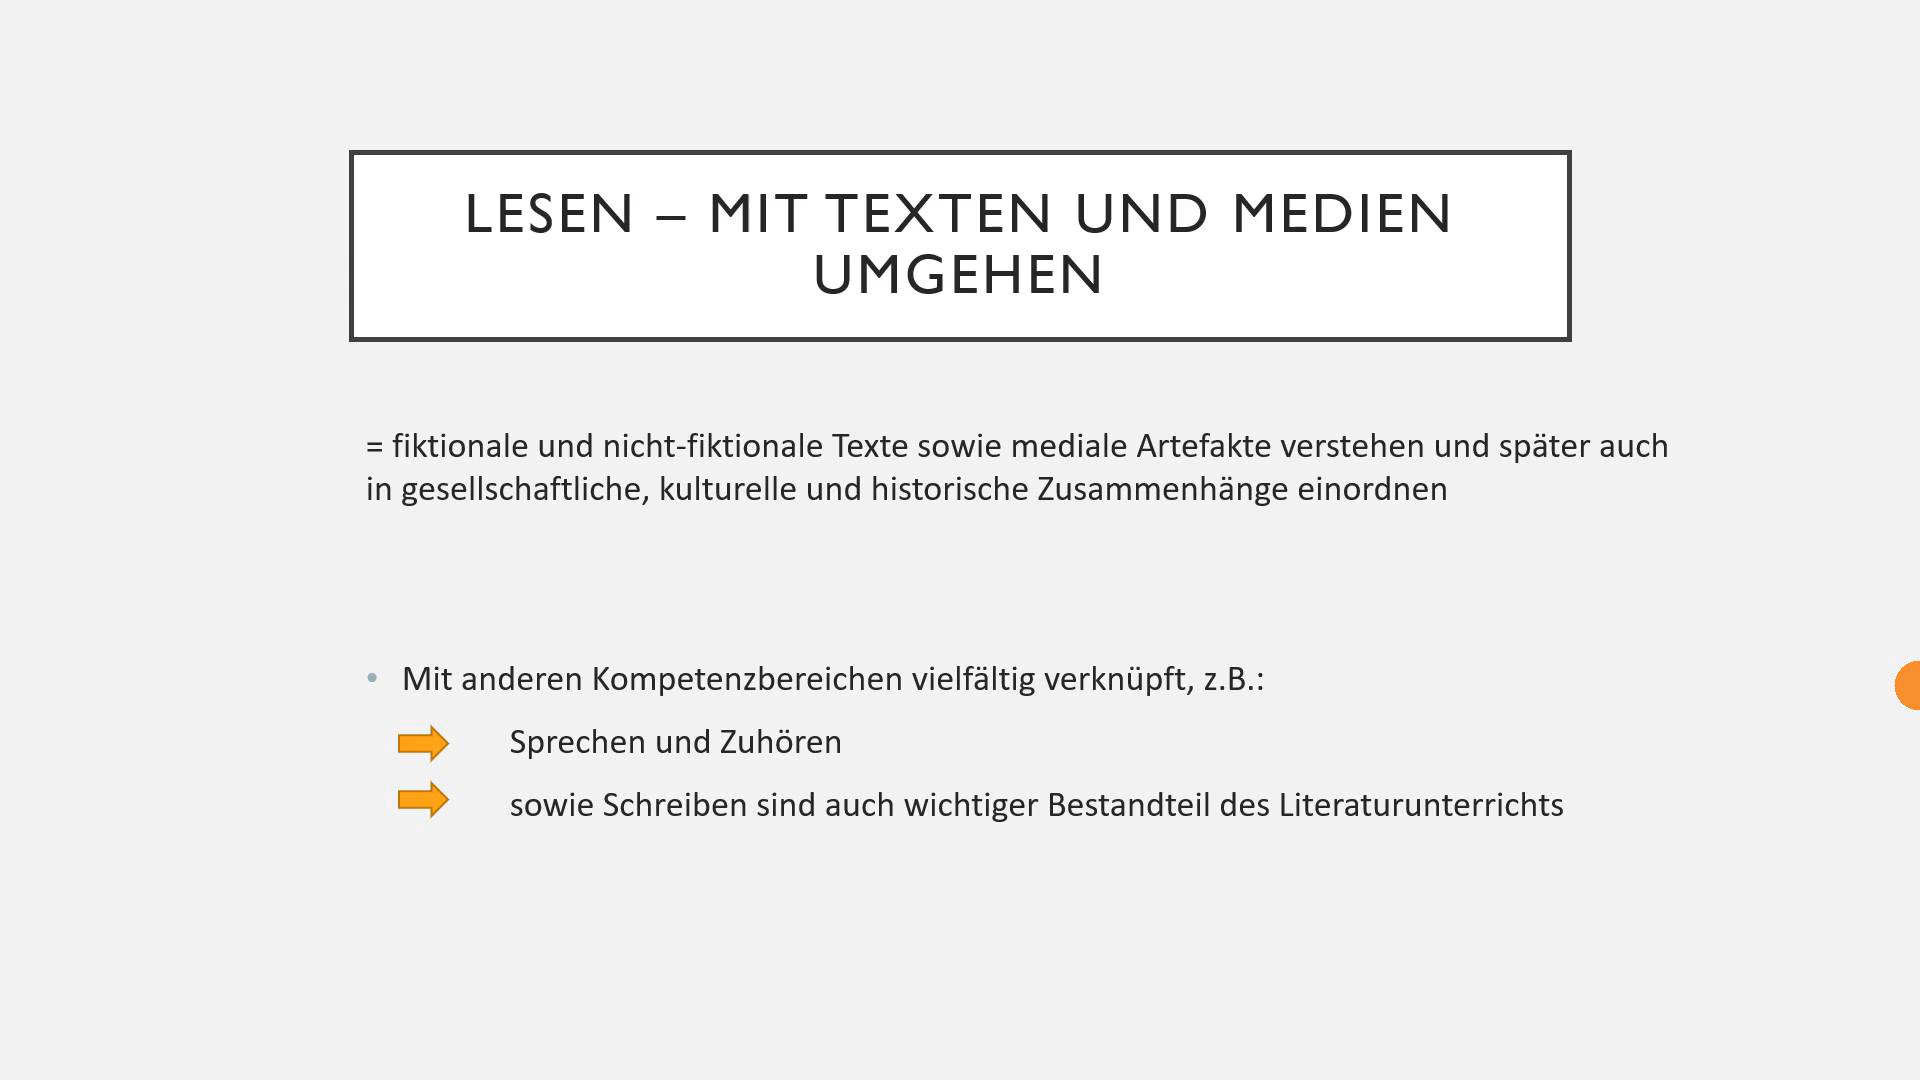 LESEN – MIT TEXTEN UND MEDIEN
UMGEHEN
= fiktionale und nicht-fiktionale Texte sowie mediale Artefakte verstehen und später auch
in gesellschaftliche, kulturelle und historische Zusammenhänge einordnen
• Mit anderen Kompetenzbereichen vielfältig verknüpft, z.B.:
Sprechen und Zuhören
sowie Schreiben sind auch wichtiger Bestandteil des Literaturunterrichts